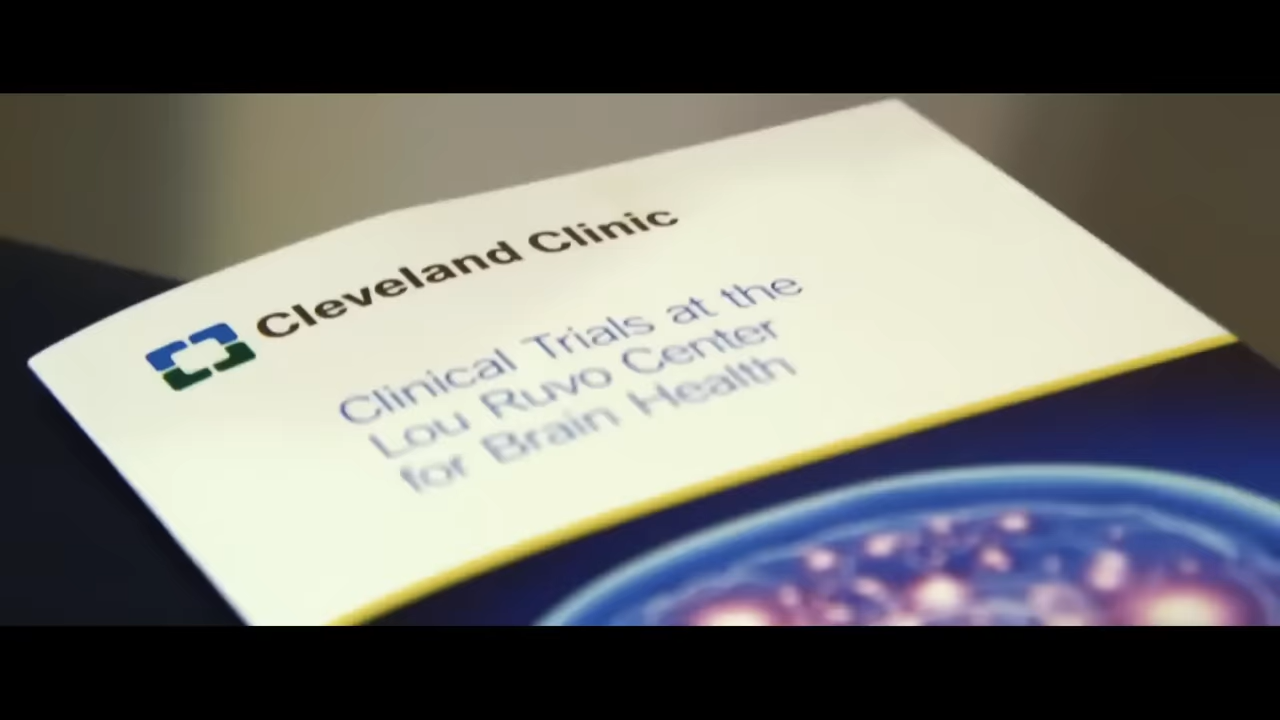 Cleveland Clinic
Clinical Trials at the
Lou Ruvo Center
for Brain Health